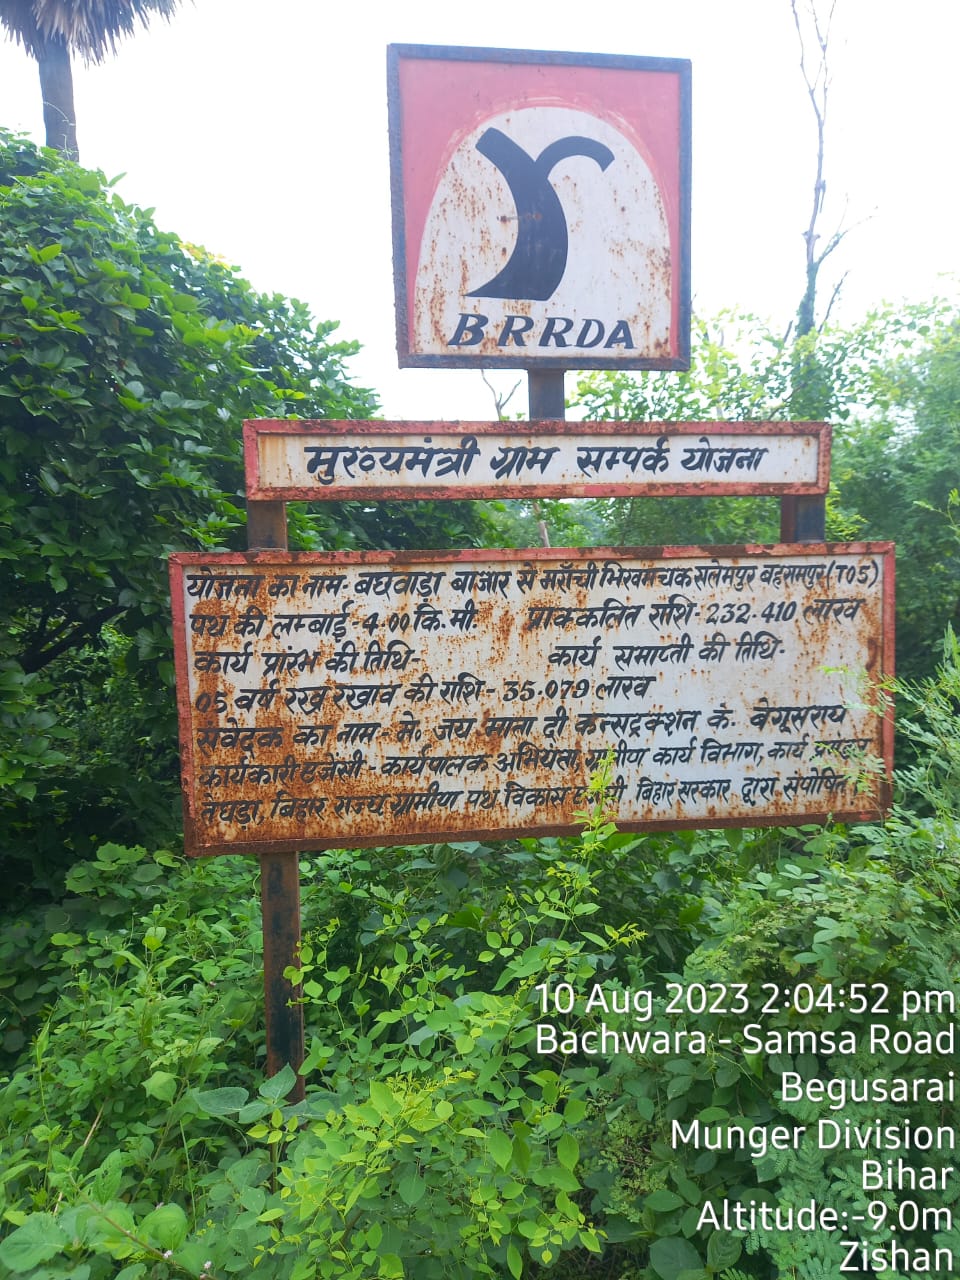 BRRDA
मुख्यमंत्री ग्राम सम्पर्क योजना
योजना का नाम- बछवाड़ा बाजार से मराँची भिखमचक सलेमपुर बहरामपुर (T05)
पथ की लम्बाई-4.00 कि.मी. प्राक्कलित राशि-232.410 लाख
कार्य प्रारंभ की तिथि- कार्य समाप्ती की तिथि-
05 वर्ष रख रखाव की राशि- 35.079 लाख
संवेदक का नाम- मे० जय माता दी कन्सट्रक्शन कं. बेगूसराय
कार्यकारी एजेंसी-कार्यपालक अभियंता, ग्रामीण कार्य विभाग, कार्य प्रमंडल
तेघड़ा, बिहार राज्य ग्रामीण पथ विकास बिहार सरकार द्वारा संपोषित
10 Aug 2023 2:04:52 pm
Bachwara - Samsa Road
Begusarai
Munger Division
Bihar
Altitude:-9.0m
Zishan